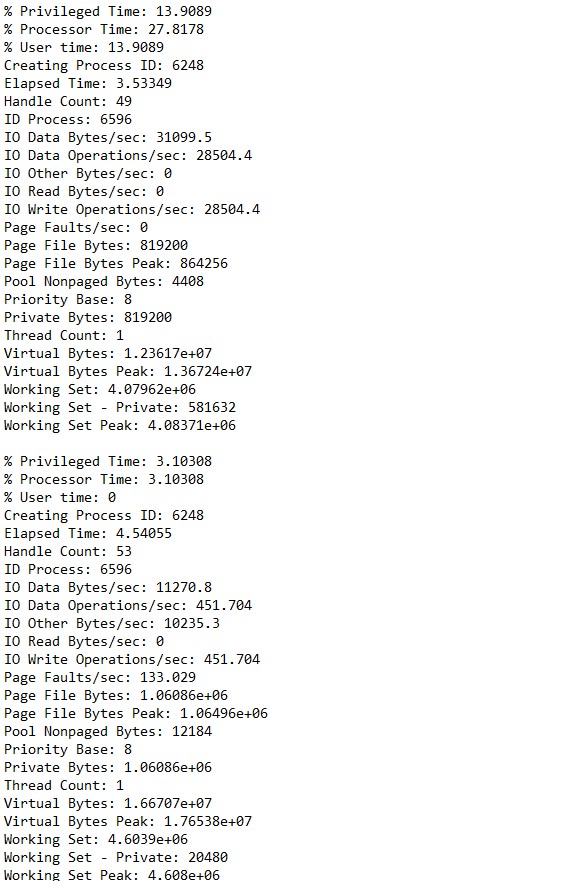 % Privileged Time: 13.9089
% Processor Time: 27.8178
% User time: 13.9089
Creating Process ID: 6248
Elapsed Time: 3.53349
Handle Count: 49
ID Process: 6596
IO Data Bytes/sec: 31099.5
IO Data Operations/sec: 28504.4
IO Other Bytes/sec: 0
IO Read Bytes/sec: 0
IO Write Operations/sec: 28504.4
Page Faults/sec: 0
Page File Bytes: 819200
Page File Bytes Peak: 864256
Pool Nonpaged Bytes: 4408
Priority Base: 8
Private Bytes: 819200
Thread Count: 1
Virtual Bytes: 1.23617e+07
Virtual Bytes Peak: 1.36724e+07
Working Set: 4.07962e+06
Working Set - Private: 581632
Working Set Peak: 4.08371e+06

% Privileged Time: 3.10308
% Processor Time: 3.10308
% User time: 0
Creating Process ID: 6248
Elapsed Time: 4.54055
Handle Count: 53
ID Process: 6596
IO Data Bytes/sec: 11270.8
IO Data Operations/sec: 451.704
IO Other Bytes/sec: 10235.3
IO Read Bytes/sec: 0
IO Write Operations/sec: 451.704
Page Faults/sec: 133.029
Page File Bytes: 1.06086e+06
Page File Bytes Peak: 1.06496e+06
Pool Nonpaged Bytes: 12184
Priority Base: 8
Private Bytes: 1.06086e+06
Thread Count: 1
Virtual Bytes: 1.66707e+07
Virtual Bytes Peak: 1.76538e+07
Working Set: 4.6039e+06
Working Set - Private: 20480
Working Set Peak: 4.608e+06